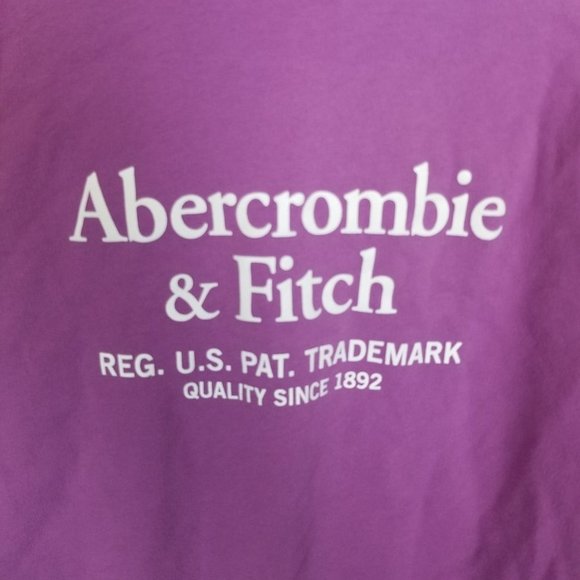 Abercrombie
& Fitch
REG. U.S. PAT. TRADEMARK
QUALITY SINCE 1892